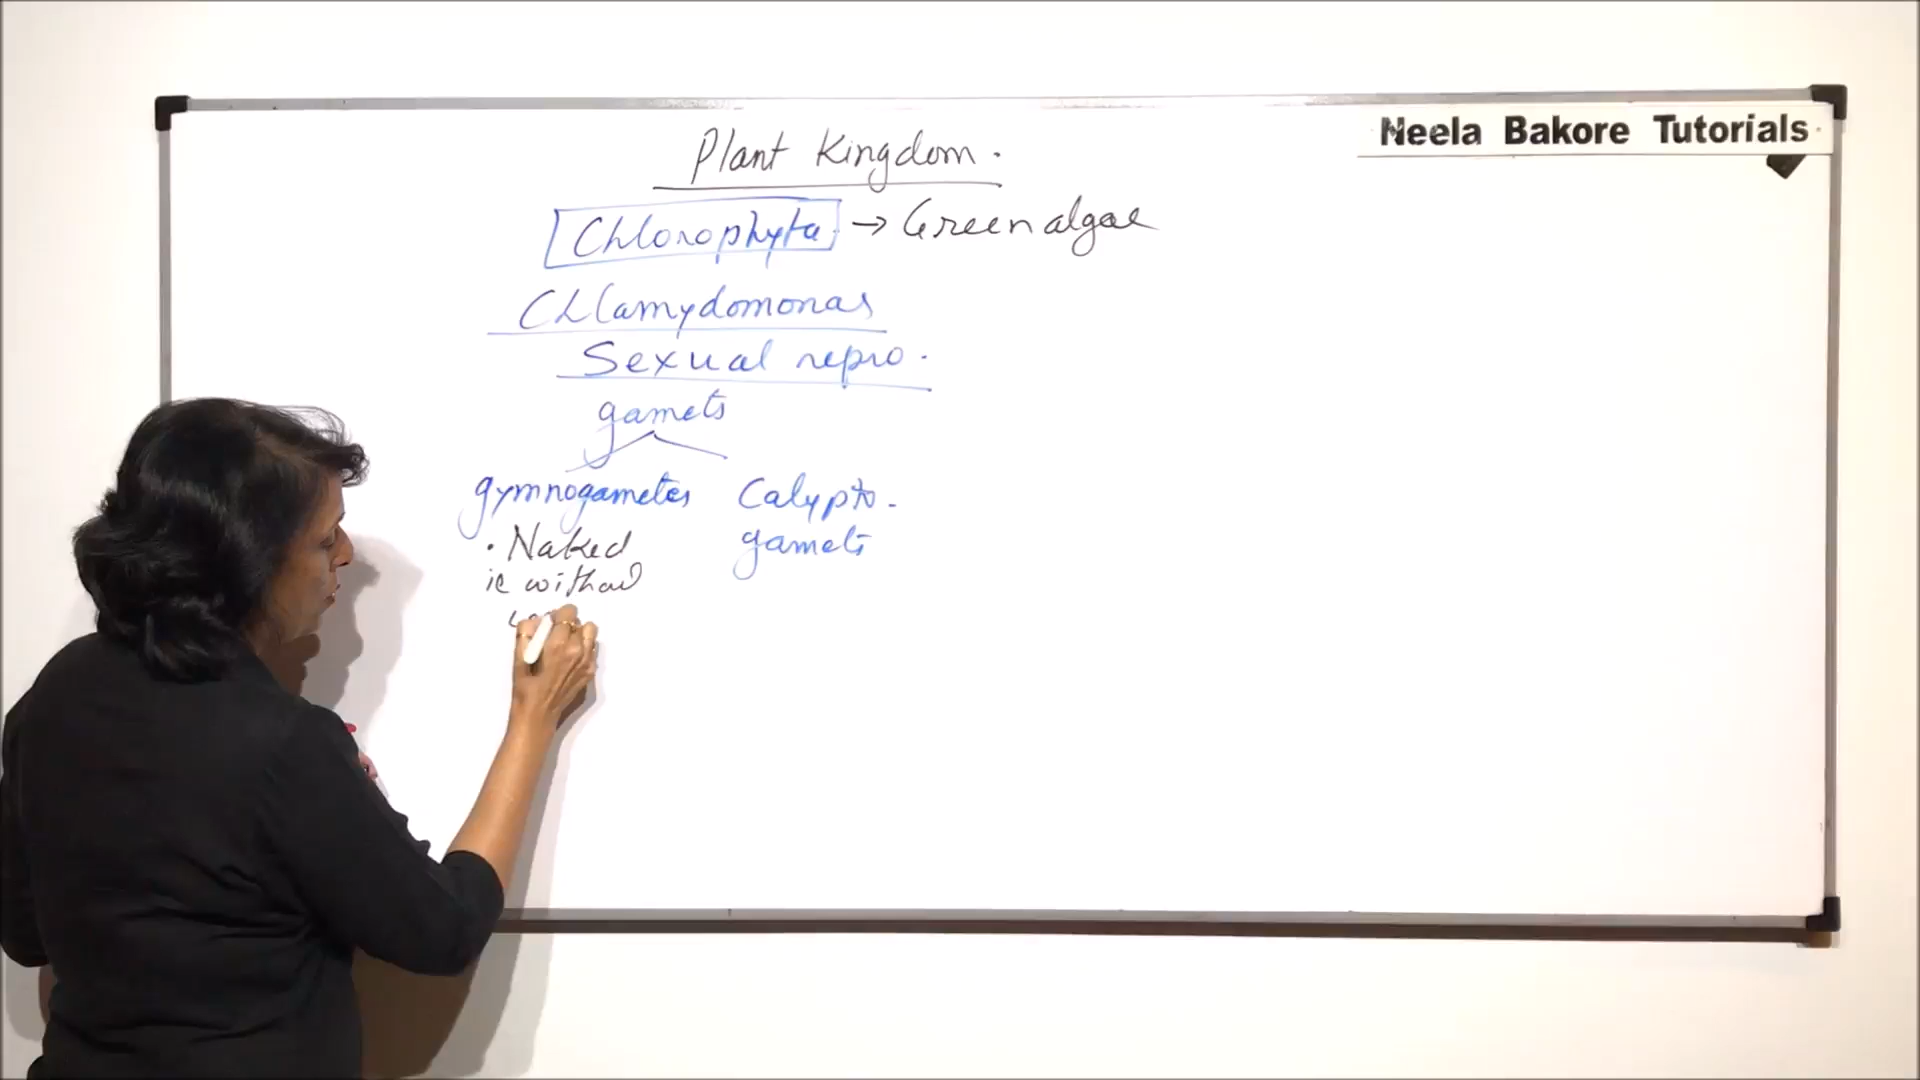 Neela Bakore Tutorials
Plant Kingdom.
Chlorophyta → Green algae
Chlamydomonas
Sexual repro.
gamets
gymnogametes Calypto-
• Naked gamets
ie without